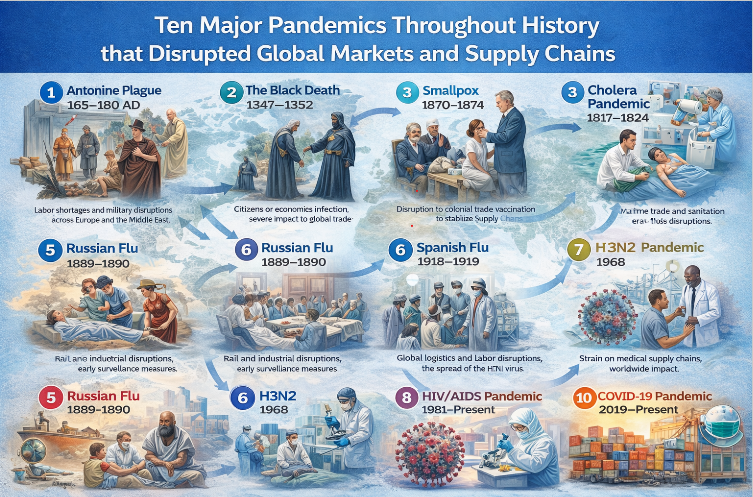 Ten Major Pandemics Throughout History
that Disrupted Global Markets and Supply Chains
1 Antonine Plague
165–180 AD
Labor shortages and military disruptions
across Europe and the Middle East.
2 The Black Death
1347–1352
Citizens or economies infection,
severe impact to global trade
3 Smallpox
1870–1874
Disruption to colonial trade vaccination
to stablize Supply Chains
3 Cholera
Pandemic
1817–1824
trade and sanitation
disruptions.
5 Russian Flu
1889–1890
industrial disruptions,
early surveillance measures.
6 Russian Flu
1889–1890
Rail and industrial disruptions,
early surveillance measures
6 Spanish Flu
1918–1919
Global logistics and Labor disruptions,
the spread of the virus.
7 H3N2 Pandemic
1968
Strain on medical supply chains,
worldwide impact.
5 Russian Flu
1889–1890
6 H3N2
1968
8 HIV/AIDS Pandemic
1981–Present
10 COVID-19 Pandemic
2019–Present